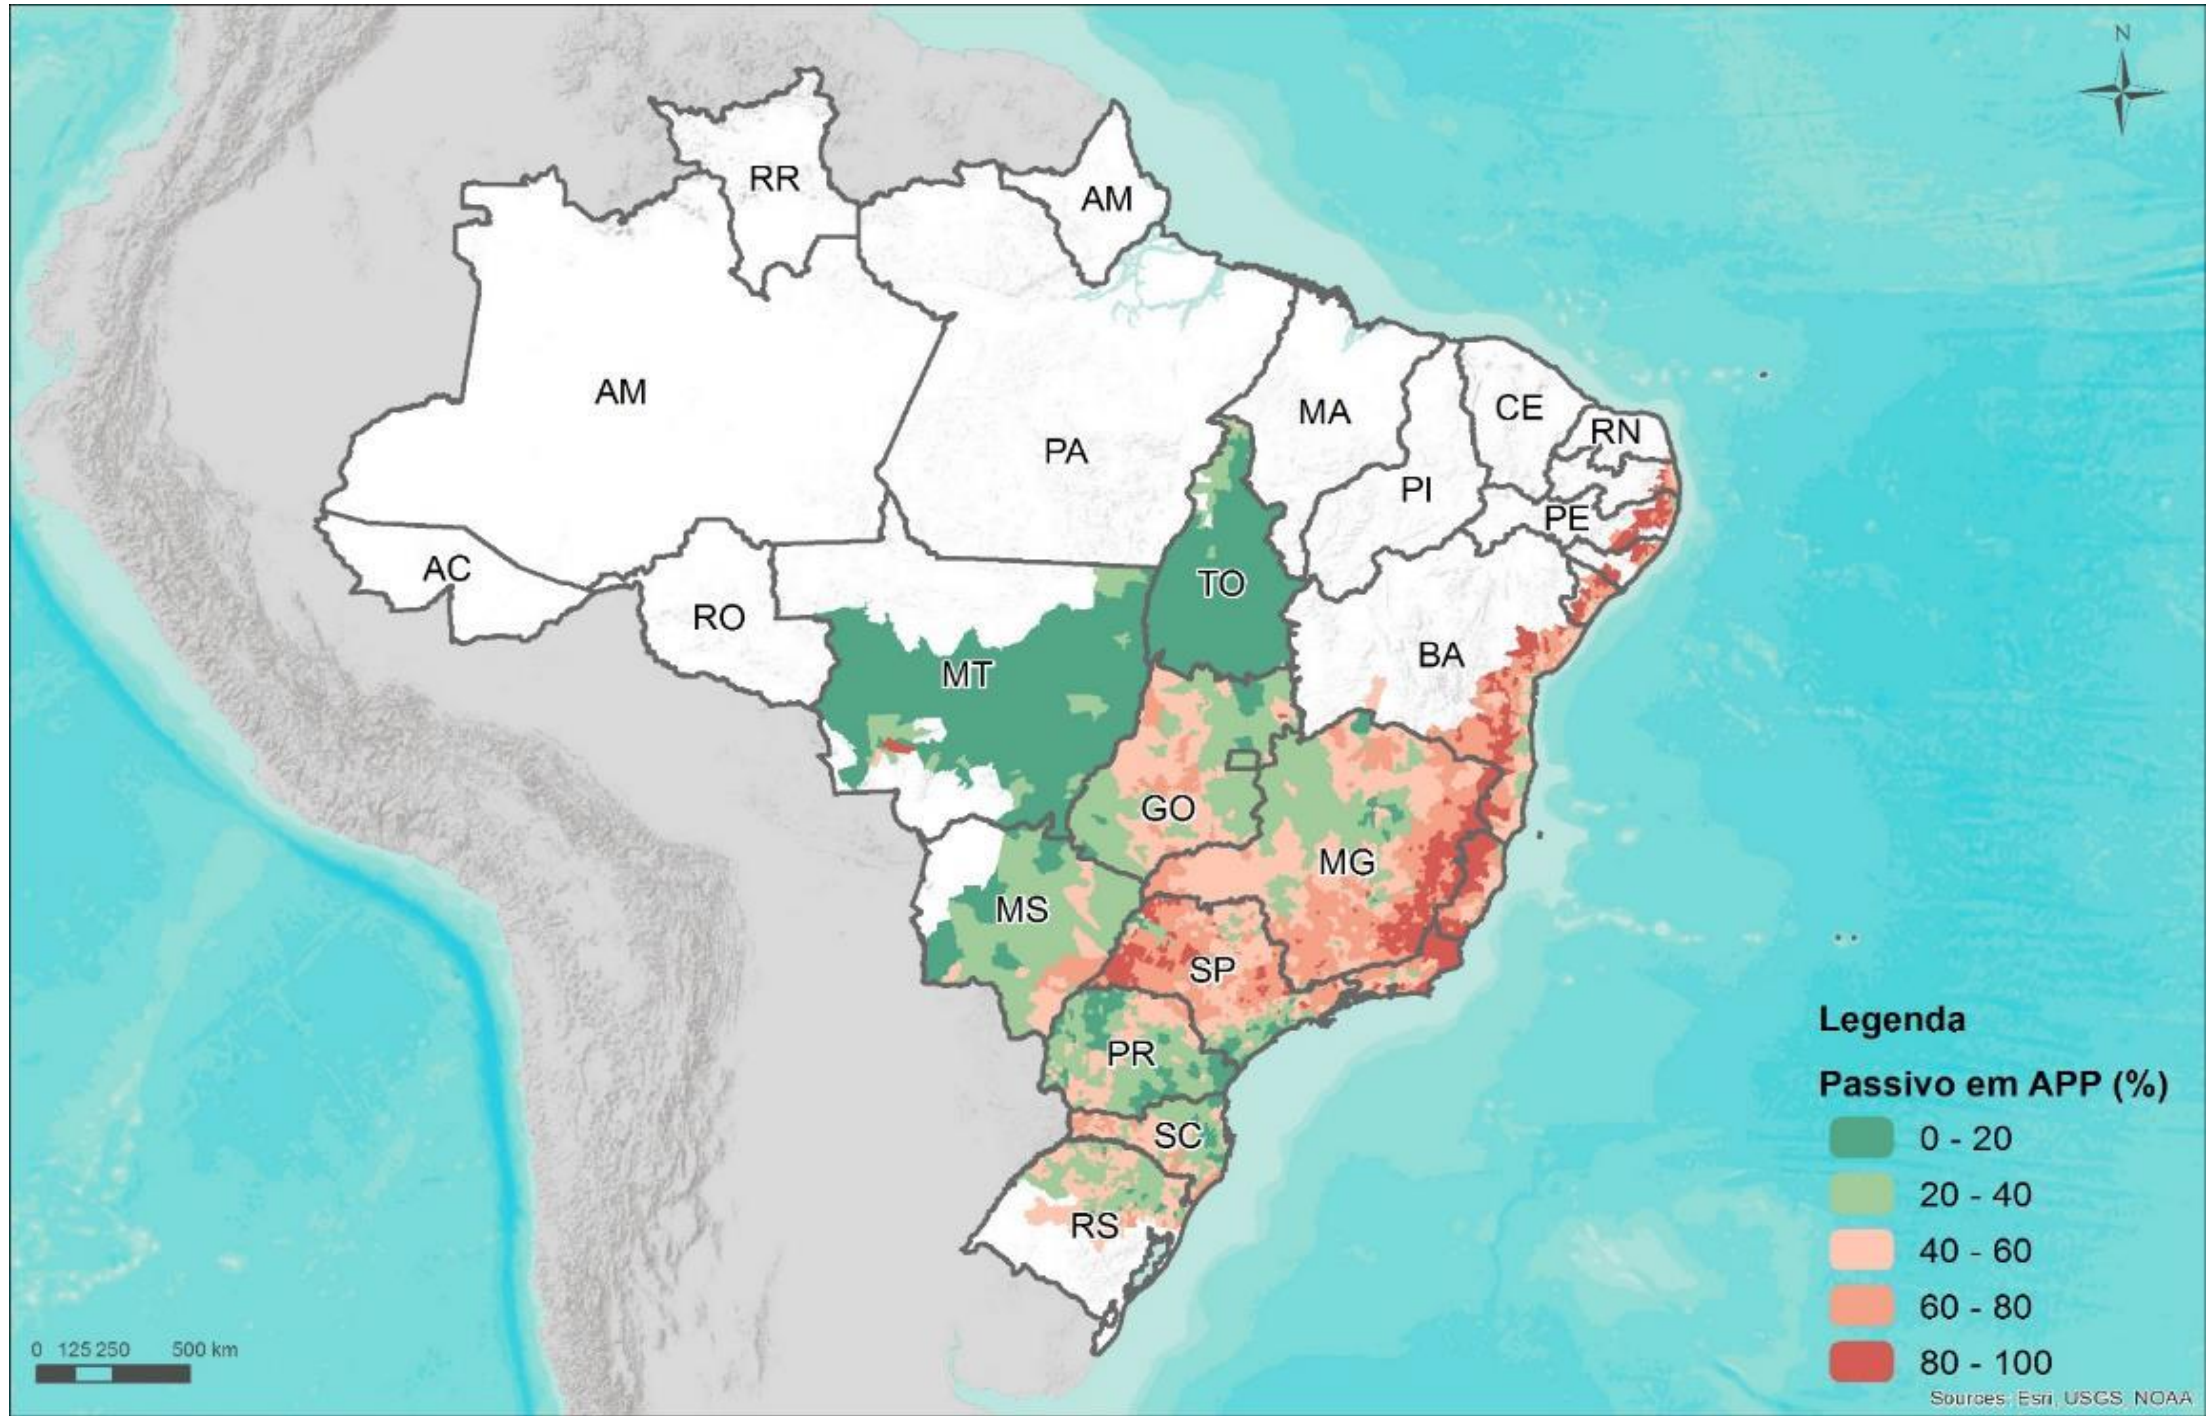 N
RR
AM
AM
PA
MA
CE
RN
PI
PE
AC
RO
TO
BA
MT
GO
MG
MS
SP
PR
SC
RS
Legenda
Passivo em APP (%)
0 - 20
20 - 40
40 - 60
60 - 80
80 - 100
0 125 250 500 km
Sources: Esri, USGS, NOAA